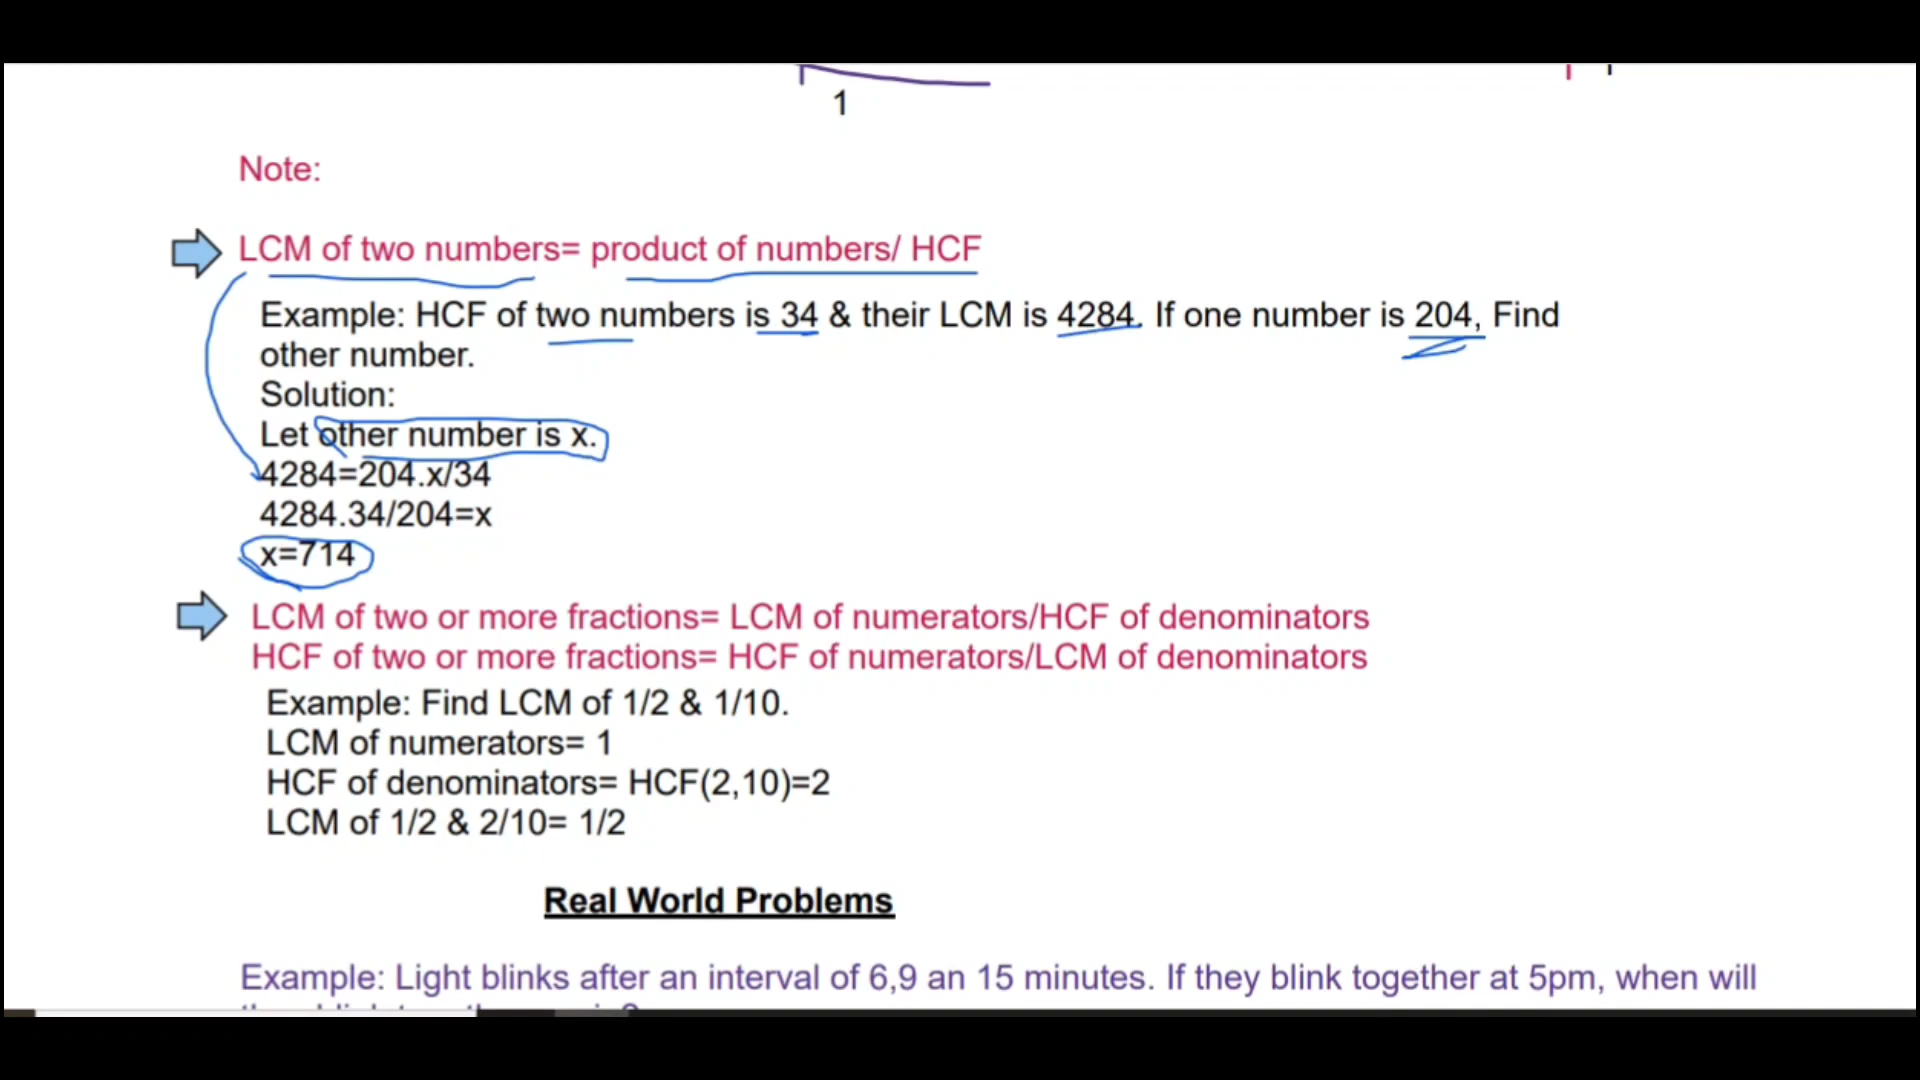 1
Note:
LCM of two numbers= product of numbers/ HCF
Example: HCF of two numbers is 34 & their LCM is 4284. If one number is 204, Find
other number.
Solution:
Let other number is x.
4284=204.x/34
4284.34/204=x
x=714
LCM of two or more fractions= LCM of numerators/HCF of denominators
HCF of two or more fractions= HCF of numerators/LCM of denominators
Example: Find LCM of 1/2 & 1/10.
LCM of numerators= 1
HCF of denominators= HCF(2,10)=2
LCM of 1/2 & 2/10= 1/2
Real World Problems
Example: Light blinks after an interval of 6,9 an 15 minutes. If they blink together at 5pm, when will